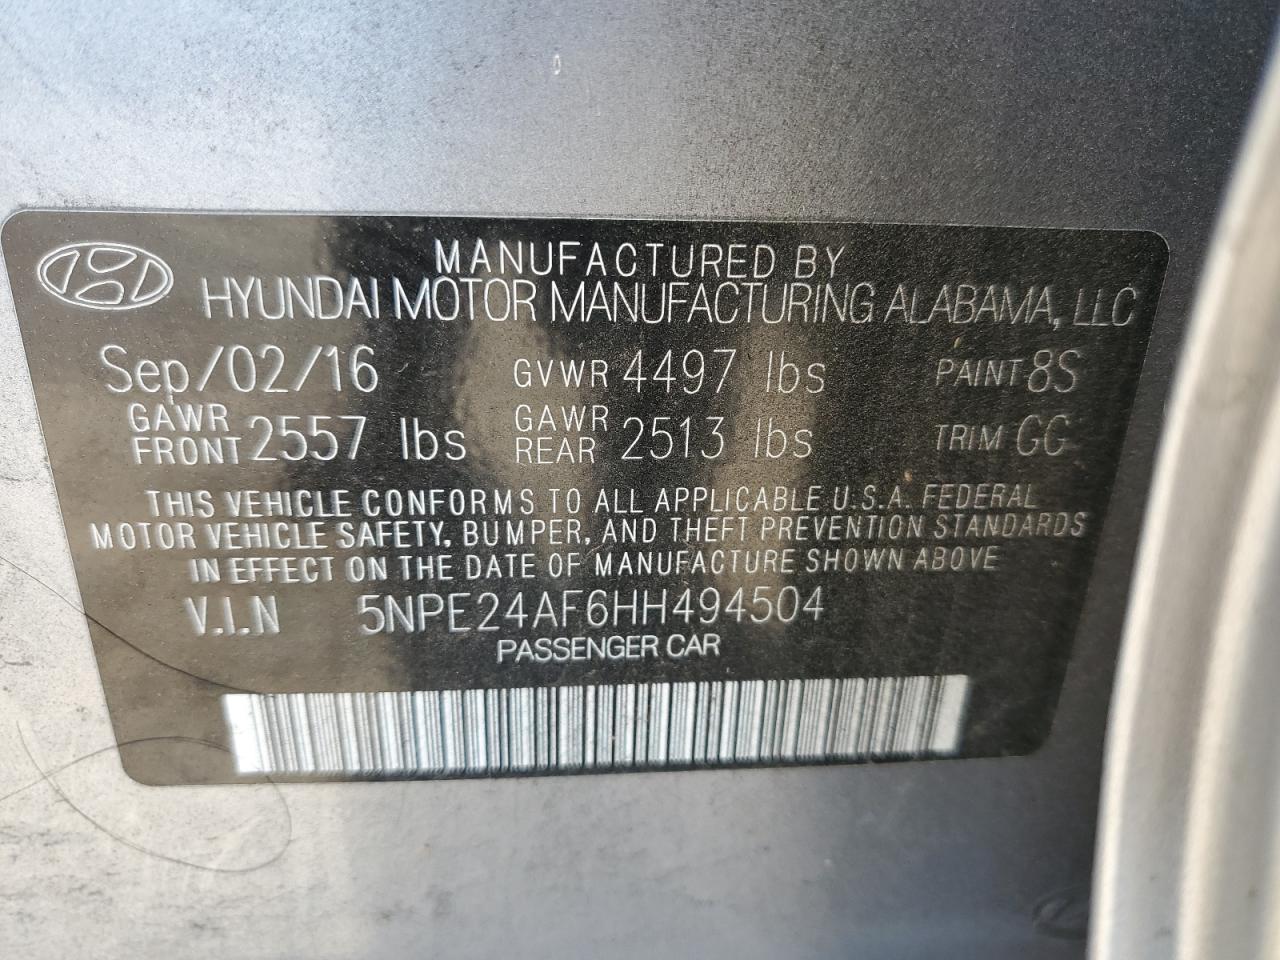 MANUFACTURED BY
HYUNDAI MOTOR MANUFACTURING ALABAMA, LLC
Sep/02/16 GVWR 4497 lbs PAINT 8S
GAWR FRONT 2557 lbs GAWR REAR 2513 lbs TRIM GG
THIS VEHICLE CONFORMS TO ALL APPLICABLE U.S.A. FEDERAL
MOTOR VEHICLE SAFETY, BUMPER, AND THEFT PREVENTION STANDARDS
IN EFFECT ON THE DATE OF MANUFACTURE SHOWN ABOVE
V.I.N 5NPE24AF6HH494504
PASSENGER CAR